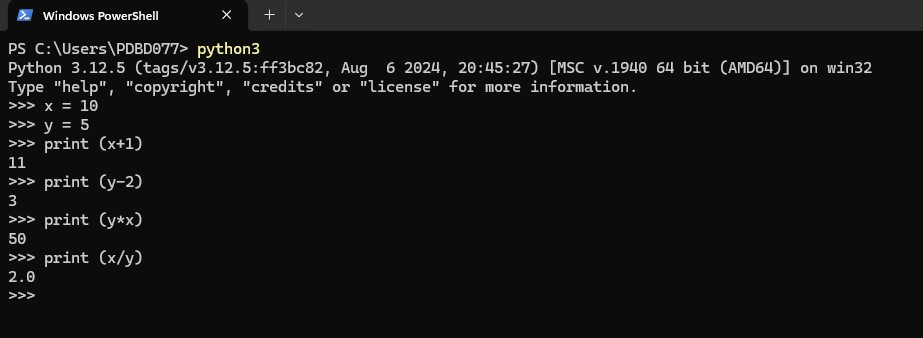 Windows PowerShell
PS C:\Users\PDBD077> python3
Python 3.12.5 (tags/v3.12.5:ff3bc82, Aug  6 2024, 20:45:27) [MSC v.1940 64 bit (AMD64)] on win32
Type "help", "copyright", "credits" or "license" for more information.
>>> x = 10
>>> y = 5
>>> print (x+1)
11
>>> print (y-2)
3
>>> print (y*x)
50
>>> print (x/y)
2.0
>>>